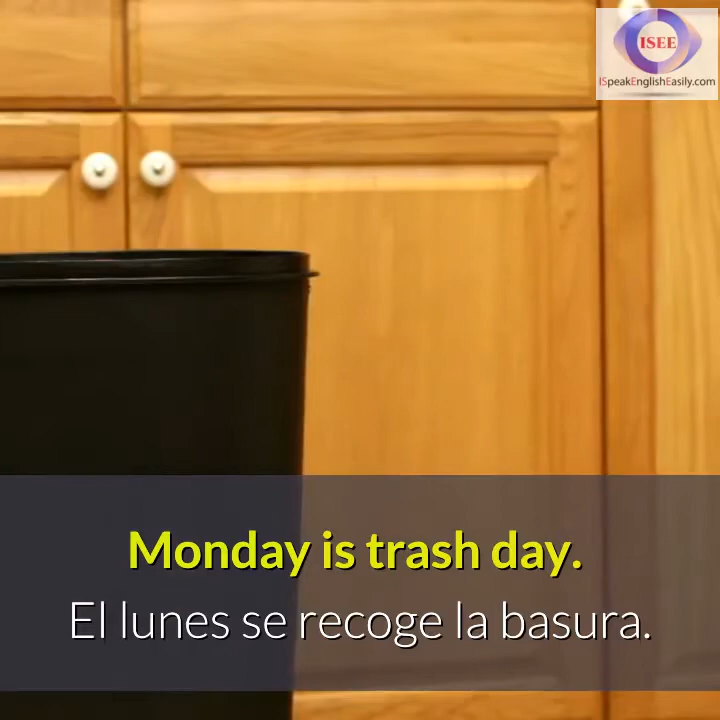 ISEE
ISpeakEnglishEasily.com
Monday is trash day.
El lunes se recoge la basura.